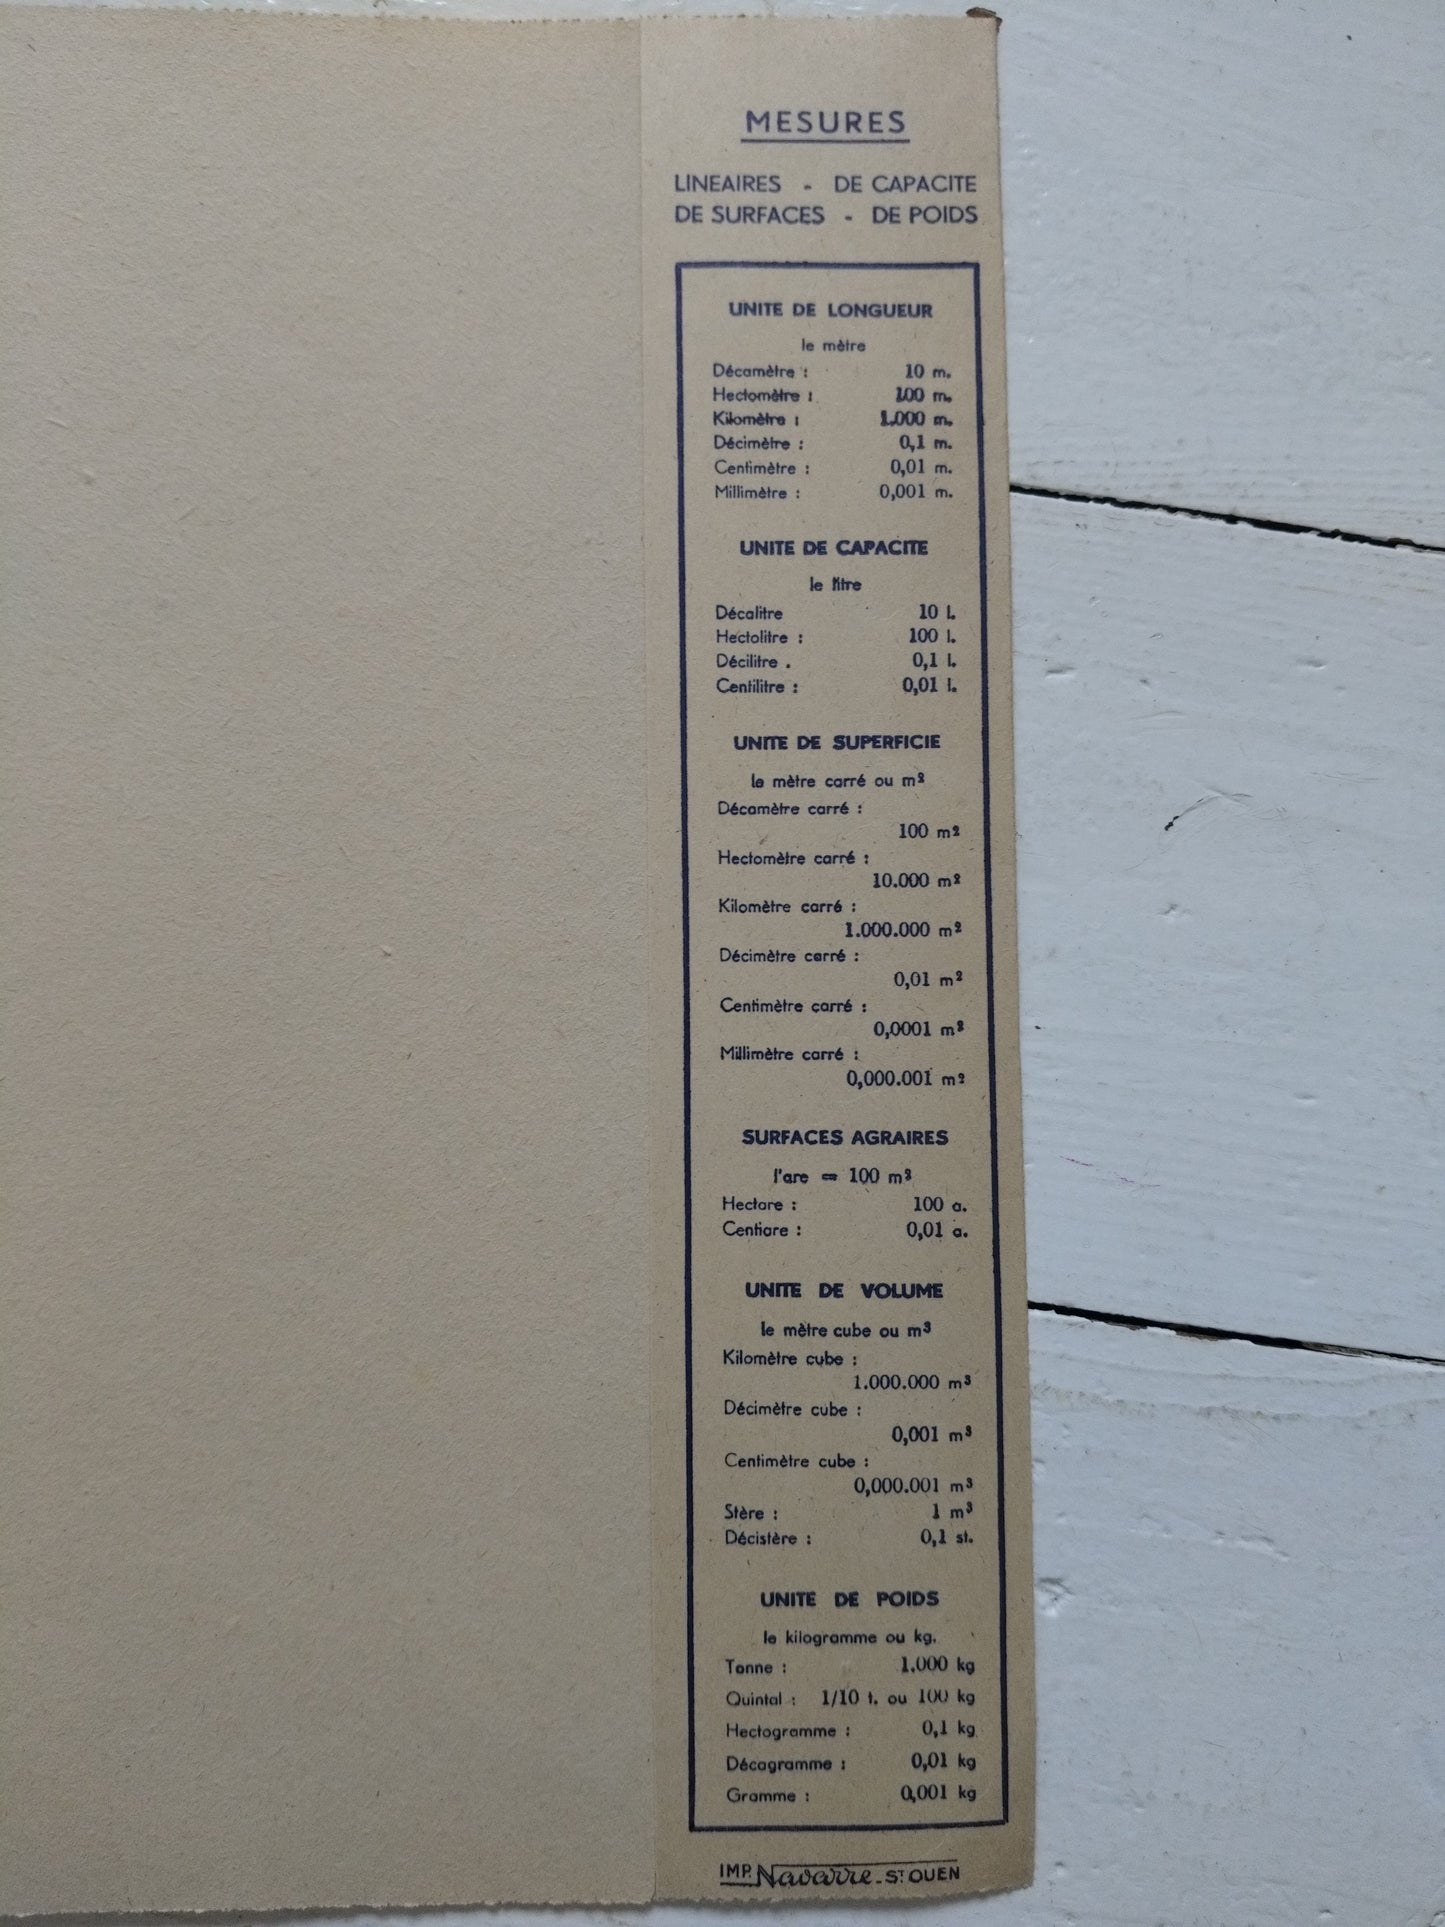 MESURES
LINEAIRES - DE CAPACITE
DE SURFACES - DE POIDS
UNITE DE LONGUEUR
le mètre
Décamètre : 10 m.
Hectomètre : 100 m.
Kilomètre : 1.000 m.
Décimètre : 0,1 m.
Centimètre : 0,01 m.
Millimètre : 0,001 m.
UNITE DE CAPACITE
le litre
Décalitre 10 l.
Hectolitre : 100 l.
Décilitre . 0,1 l.
Centilitre : 0,01 l.
UNITE DE SUPERFICIE
le mètre carré ou m²
Décamètre carré :
100 m²
Hectomètre carré :
10.000 m²
Kilomètre carré :
1.000.000 m²
Décimètre carré :
0,01 m²
Centimètre carré :
0,0001 m²
Millimètre carré :
0,000.001 m²
SURFACES AGRAIRES
l'are = 100 m²
Hectare : 100 a.
Centiare : 0,01 a.
UNITE DE VOLUME
le mètre cube ou m³
Kilomètre cube :
1.000.000 m³
Décimètre cube :
0,001 m³
Centimètre cube :
0,000.001 m³
Stère : 1 m³
Décistère : 0,1 st.
UNITE DE POIDS
le kilogramme ou kg.
Tonne : 1.000 kg
Quintal : 1/10 t. ou 100 kg
Hectogramme : 0,1 kg
Décagramme : 0,01 kg
Gramme : 0,001 kg
IMP. Navarre - ST OUEN